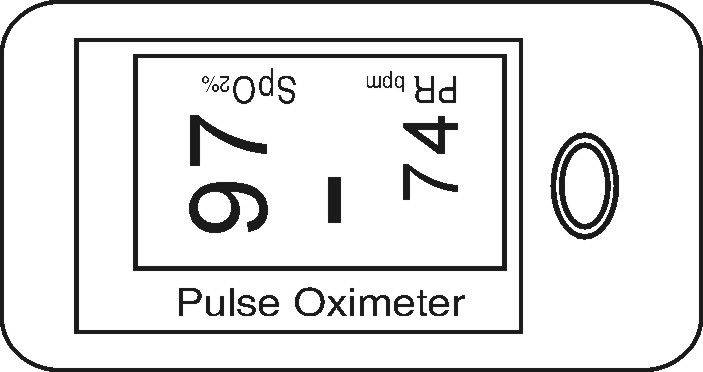 SpO2%
PR bpm
97
74
Pulse Oximeter